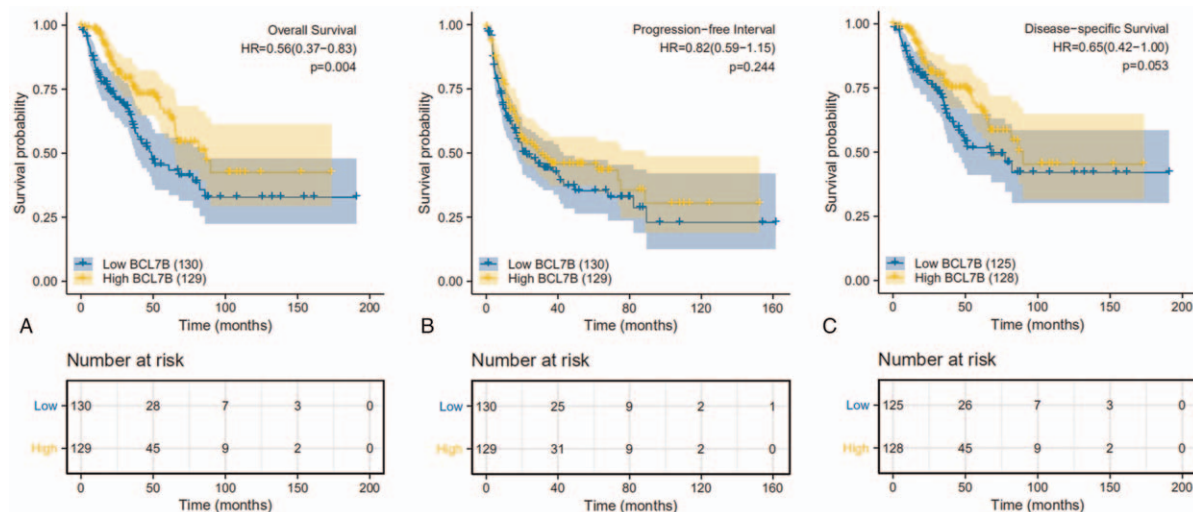 Overall Survival
HR=0.56(0.37−0.83)
p=0.004
Survival probability
1.00
0.75
0.50
0.25
0.00
Low BCL7B (130)
High BCL7B (129)
0 50 100 150 200
Time (months)
A
Progression−free Interval
HR=0.82(0.59−1.15)
p=0.244
Survival probability
1.00
0.75
0.50
0.25
0.00
Low BCL7B (130)
High BCL7B (129)
0 40 80 120 160
Time (months)
B
Disease−specific Survival
HR=0.65(0.42−1.00)
p=0.053
Survival probability
1.00
0.75
0.50
0.25
0.00
Low BCL7B (125)
High BCL7B (128)
0 50 100 150 200
Time (months)
C
Number at risk
Low 130 28 7 3 0
High 129 45 9 2 0
0 50 100 150 200
Time (months)
Number at risk
Low 130 25 9 2 1
High 129 31 9 2 0
0 40 80 120 160
Time (months)
Number at risk
Low 125 26 7 3 0
High 128 45 9 2 0
0 50 100 150 200
Time (months)